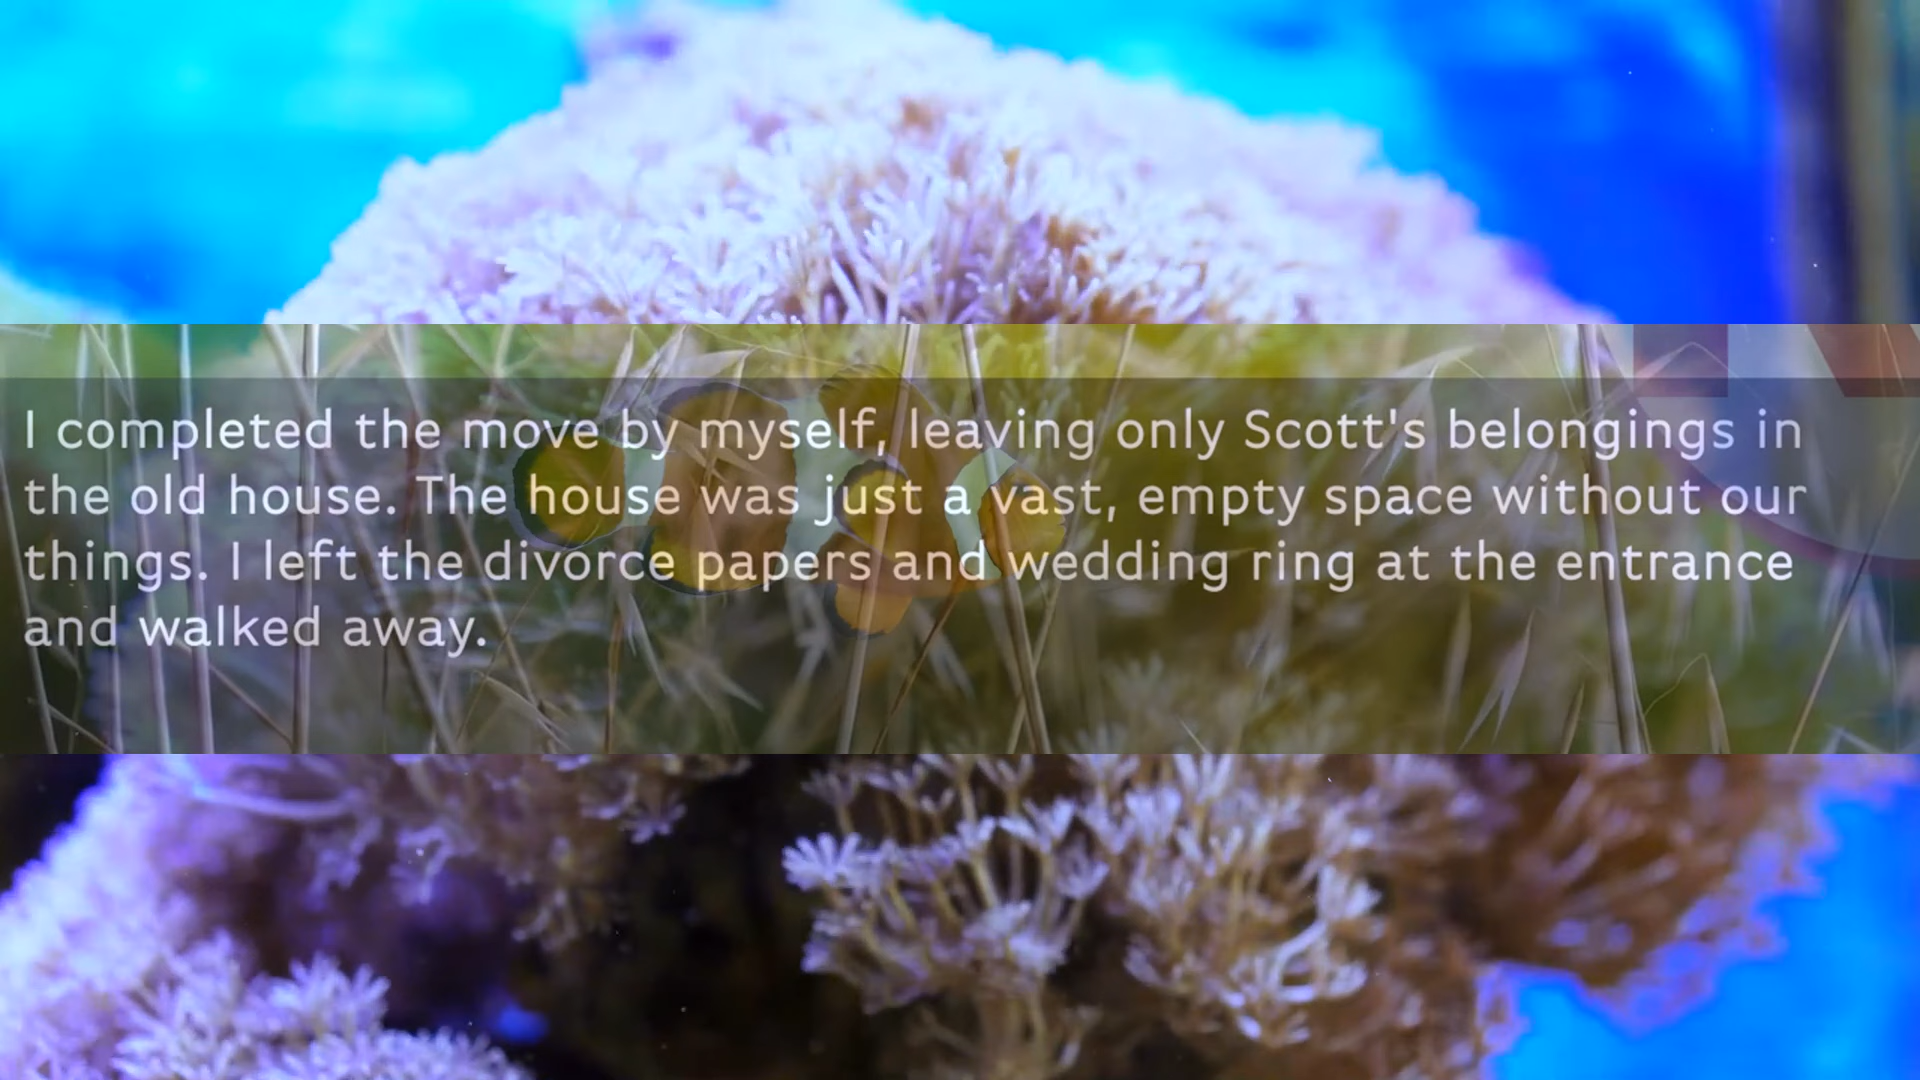 I completed the move by myself, leaving only Scott's belongings in
the old house. The house was just a vast, empty space without our
things. I left the divorce papers and wedding ring at the entrance
and walked away.